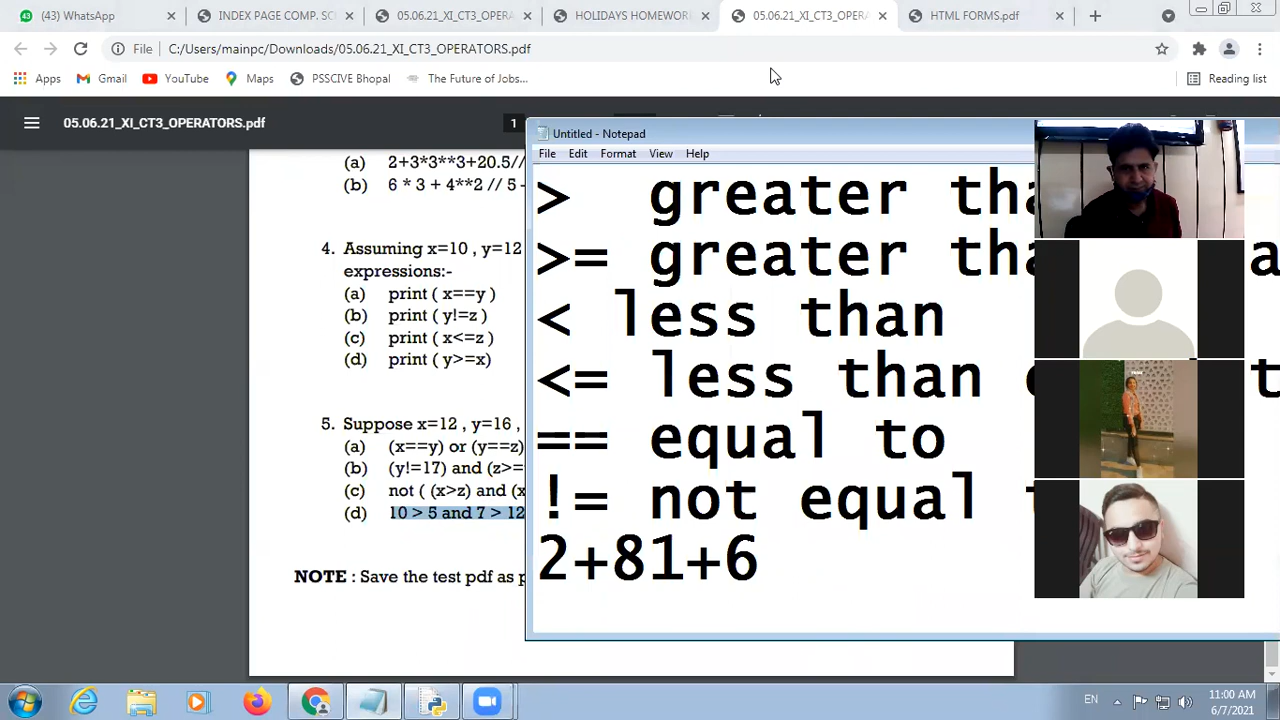 (43) WhatsApp
INDEX PAGE COMP. SC
05.06.21_XI_CT3_OPERA
HOLIDAYS HOMEWORK
05.06.21_XI_CT3_OPERA
HTML FORMS.pdf
File
C:/Users/mainpc/Downloads/05.06.21_XI_CT3_OPERATORS.pdf
Apps
Gmail
YouTube
Maps
PSSCIVE Bhopal
The Future of Jobs...
Reading list
05.06.21_XI_CT3_OPERATORS.pdf
1
(a) 2+3*3**3+20.5//
(b) 6 * 3 + 4**2 // 5 -
4. Assuming x=10 , y=12
expressions:-
(a) print ( x==y )
(b) print ( y!=z )
(c) print ( x<=z )
(d) print ( y>=x)
5. Suppose x=12 , y=16 ,
(a) (x==y) or (y==z)
(b) (y!=17) and (z>=
(c) not ( (x>z) and (x
(d) 10 > 5 and 7 > 12
NOTE : Save the test pdf as p
Untitled - Notepad
File Edit Format View Help
> greater tha
>= greater tha
< less than
<= less than
== equal to
!= not equal
2+81+6
EN
11:00 AM
6/7/2021